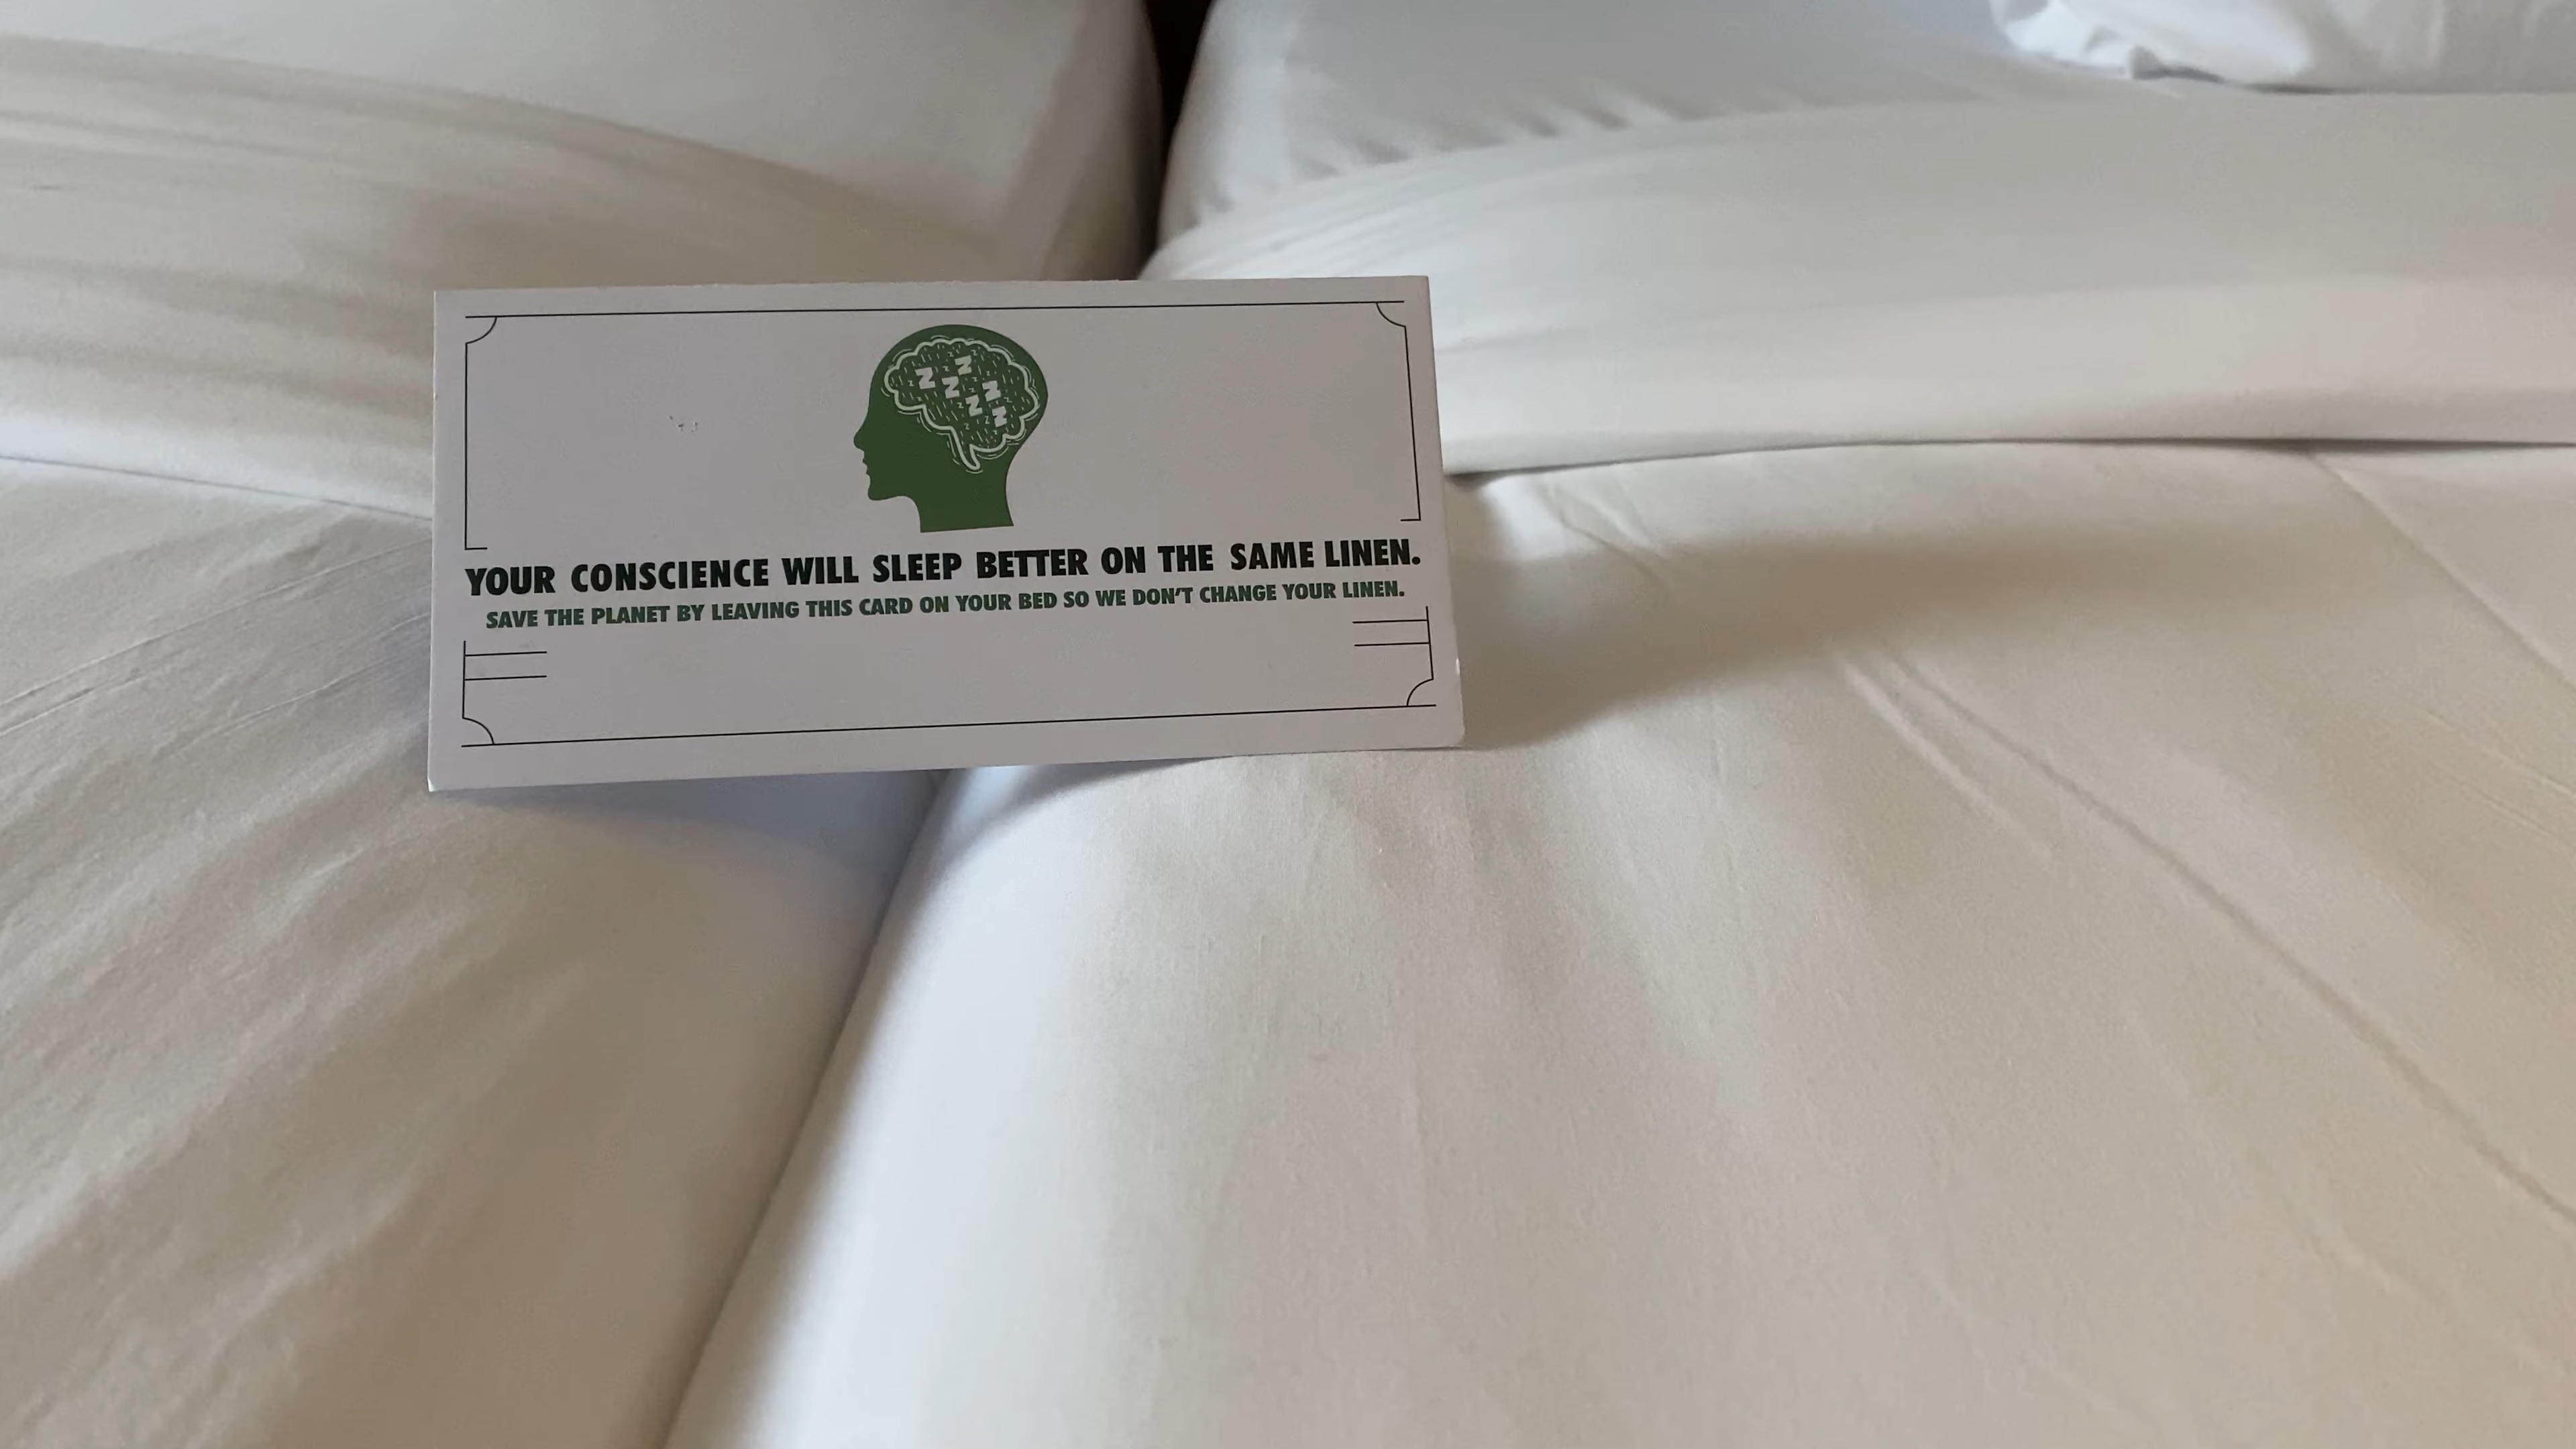 YOUR CONSCIENCE WILL SLEEP BETTER ON THE SAME LINEN.
SAVE THE PLANET BY LEAVING THIS CARD ON YOUR BED SO WE DON'T CHANGE YOUR LINEN.